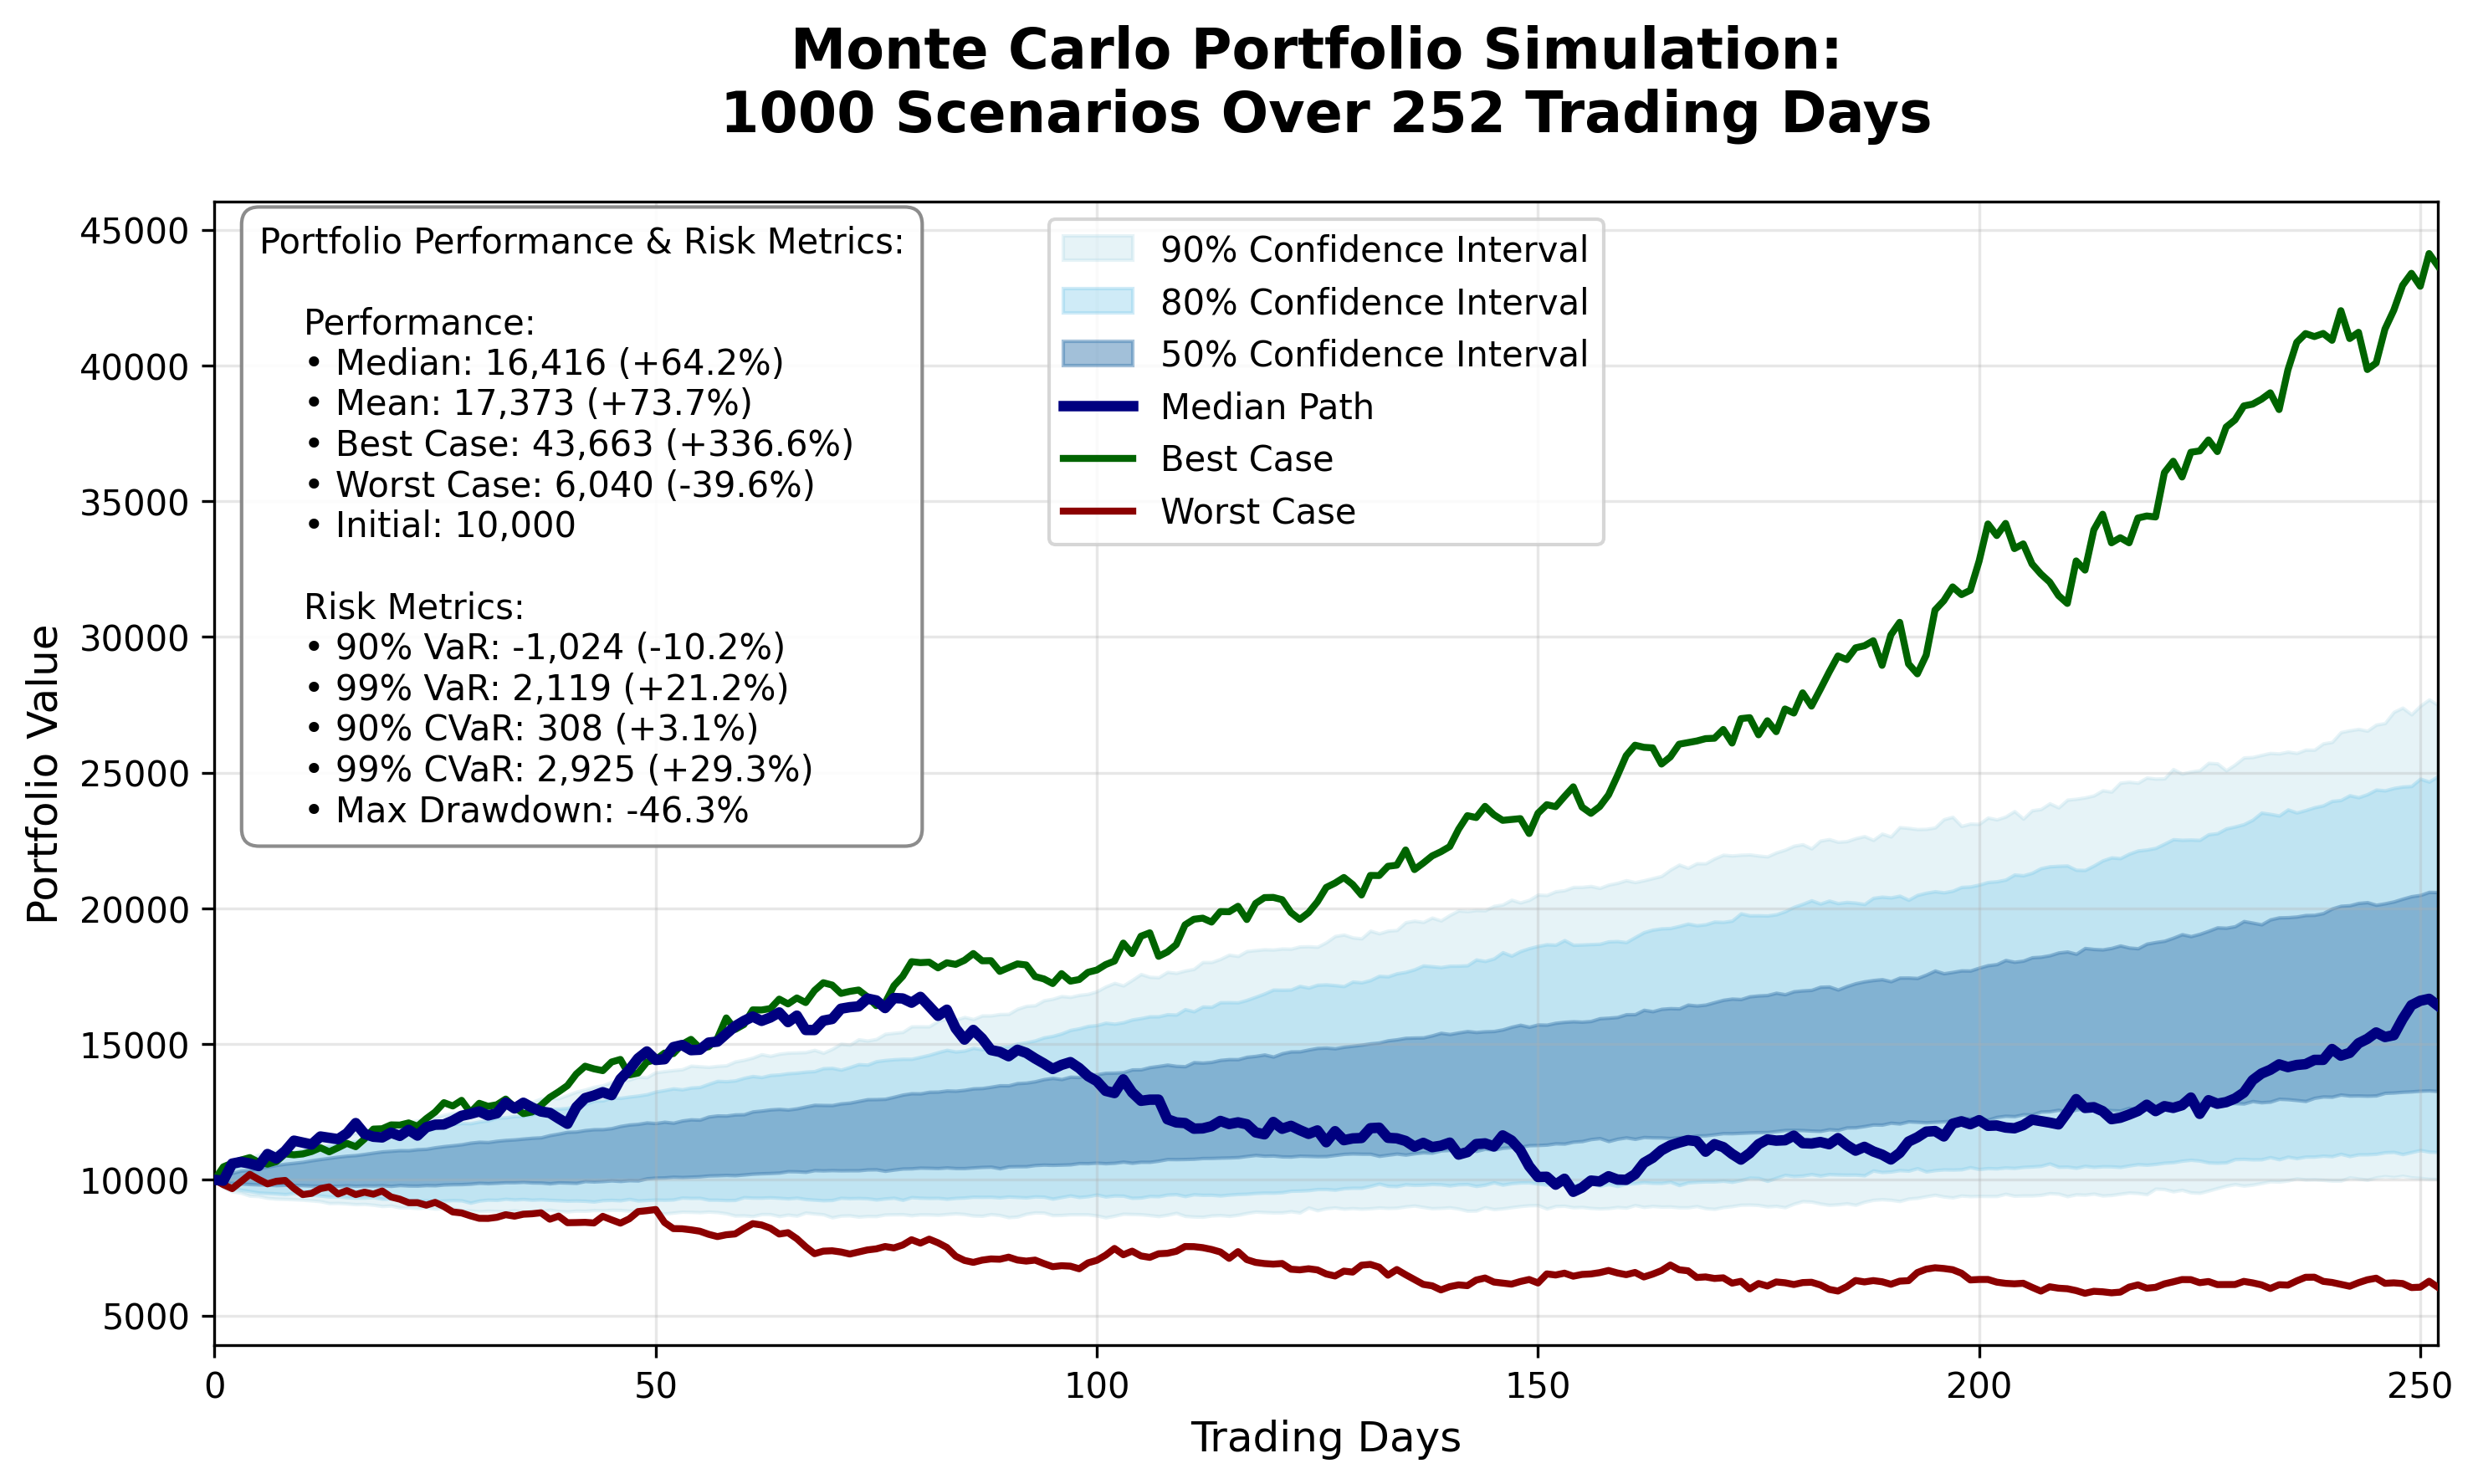 Monte Carlo Portfolio Simulation:
1000 Scenarios Over 252 Trading Days
Portfolio Performance & Risk Metrics:
Performance:
• Median: 16,416 (+64.2%)
• Mean: 17,373 (+73.7%)
• Best Case: 43,663 (+336.6%)
• Worst Case: 6,040 (-39.6%)
• Initial: 10,000
Risk Metrics:
• 90% VaR: -1,024 (-10.2%)
• 99% VaR: 2,119 (+21.2%)
• 90% CVaR: 308 (+3.1%)
• 99% CVaR: 2,925 (+29.3%)
• Max Drawdown: -46.3%
90% Confidence Interval
80% Confidence Interval
50% Confidence Interval
Median Path
Best Case
Worst Case
Portfolio Value
45000
40000
35000
30000
25000
20000
15000
10000
5000
0
50
100
150
200
250
Trading Days